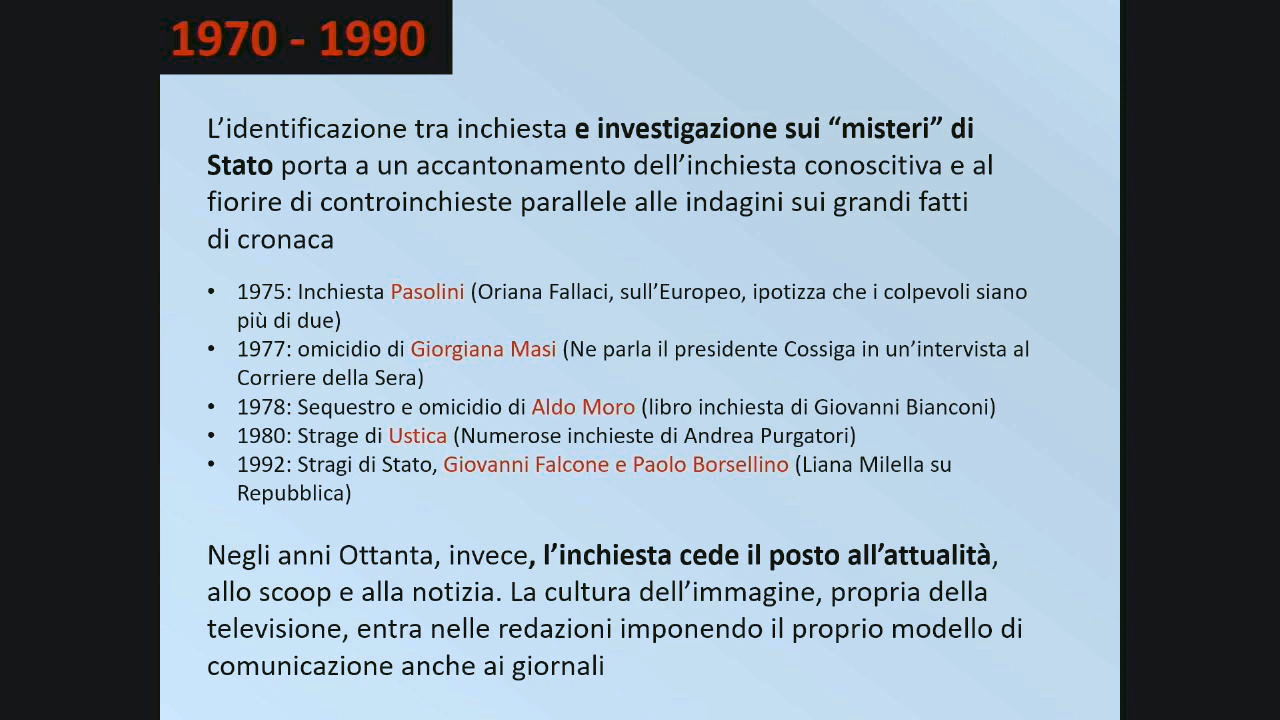 1970 - 1990
L’identificazione tra inchiesta e investigazione sui “misteri” di
Stato porta a un accantonamento dell’inchiesta conoscitiva e al
fiorire di controinchieste parallele alle indagini sui grandi fatti
di cronaca
• 1975: Inchiesta Pasolini (Oriana Fallaci, sull’Europeo, ipotizza che i colpevoli siano
più di due)
• 1977: omicidio di Giorgiana Masi (Ne parla il presidente Cossiga in un’intervista al
Corriere della Sera)
• 1978: Sequestro e omicidio di Aldo Moro (libro inchiesta di Giovanni Bianconi)
• 1980: Strage di Ustica (Numerose inchieste di Andrea Purgatori)
• 1992: Stragi di Stato, Giovanni Falcone e Paolo Borsellino (Liana Milella su
Repubblica)
Negli anni Ottanta, invece, l’inchiesta cede il posto all’attualità,
allo scoop e alla notizia. La cultura dell’immagine, propria della
televisione, entra nelle redazioni imponendo il proprio modello di
comunicazione anche ai giornali